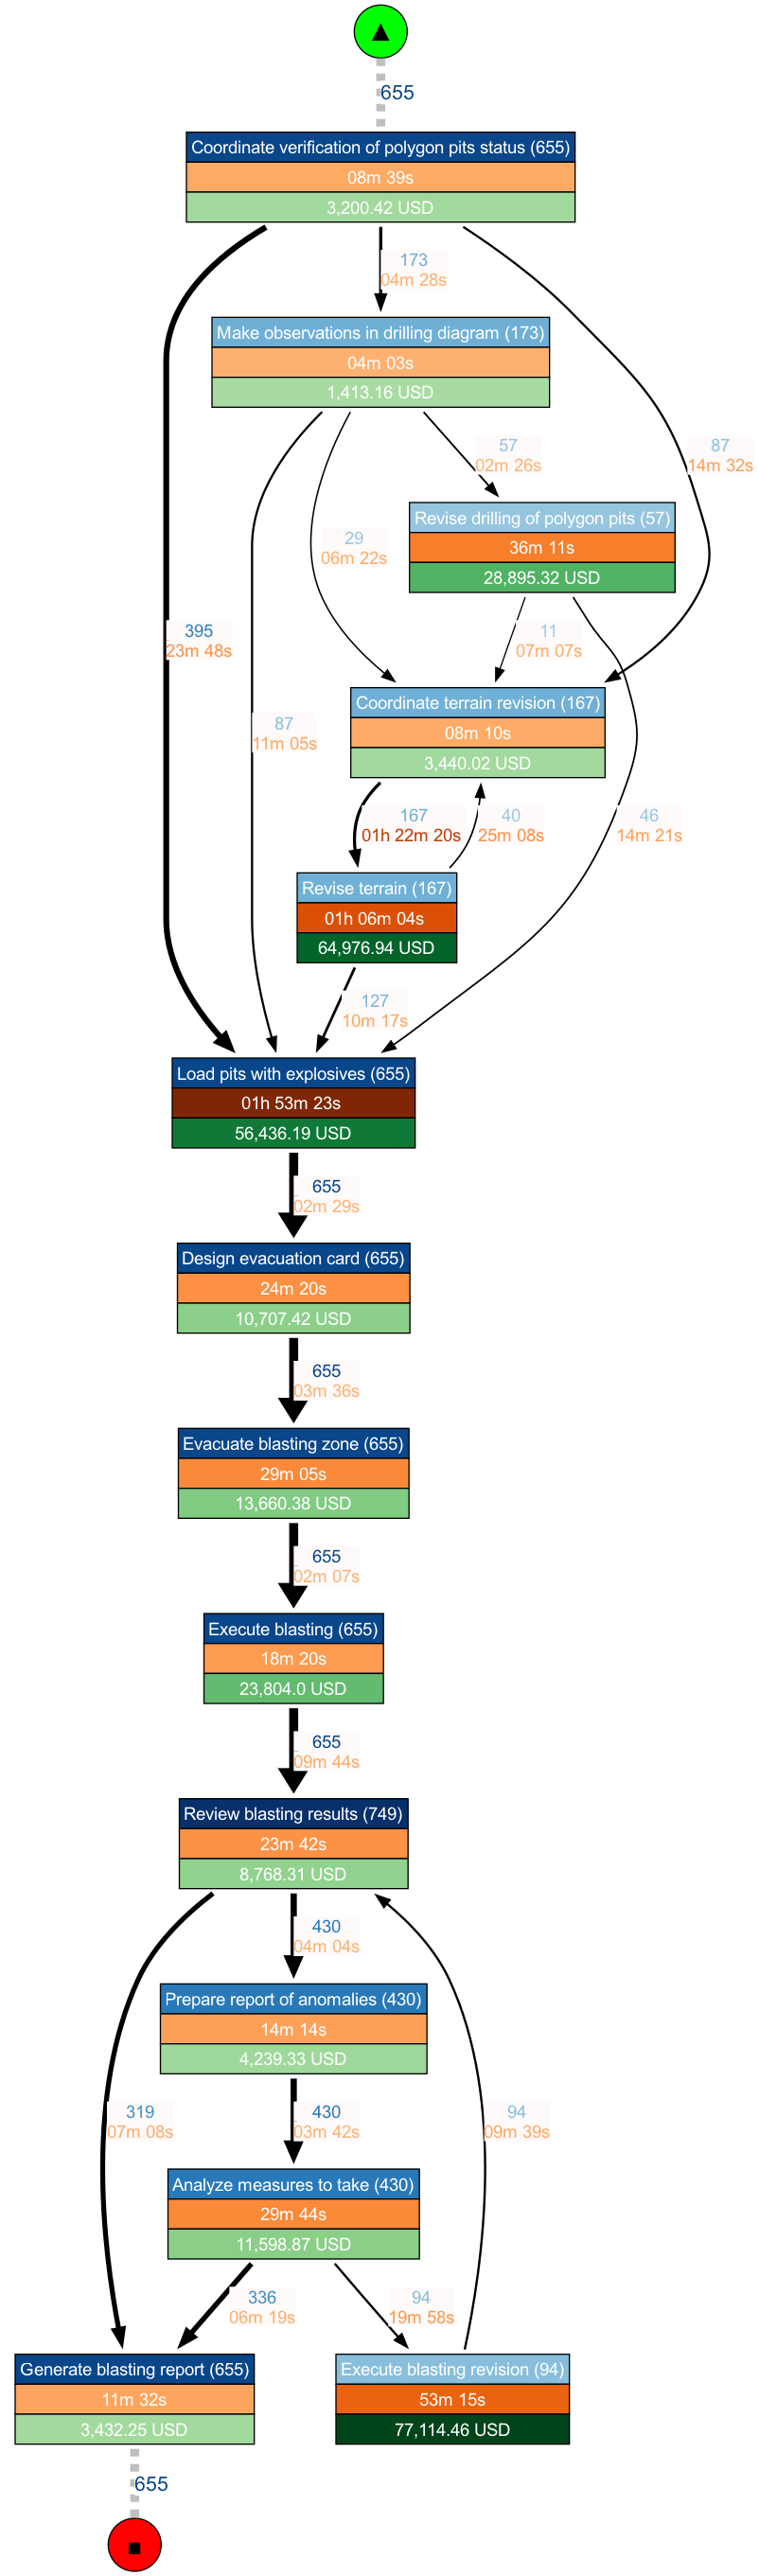 655
Coordinate verification of polygon pits status (655)
08m 39s
3,200.42 USD
173
04m 28s
Make observations in drilling diagram (173)
04m 03s
1,413.16 USD
57
02m 26s
87
14m 32s
Revise drilling of polygon pits (57)
36m 11s
28,895.32 USD
29
06m 22s
395
23m 48s
11
07m 07s
87
11m 05s
Coordinate terrain revision (167)
08m 10s
3,440.02 USD
167
01h 22m 20s
40
25m 08s
46
14m 21s
Revise terrain (167)
01h 06m 04s
64,976.94 USD
127
10m 17s
Load pits with explosives (655)
01h 53m 23s
56,436.19 USD
655
02m 29s
Design evacuation card (655)
24m 20s
10,707.42 USD
655
03m 36s
Evacuate blasting zone (655)
29m 05s
13,660.38 USD
655
02m 07s
Execute blasting (655)
18m 20s
23,804.0 USD
655
09m 44s
Review blasting results (749)
23m 42s
8,768.31 USD
430
04m 04s
Prepare report of anomalies (430)
14m 14s
4,239.33 USD
319
07m 08s
430
03m 42s
94
09m 39s
Analyze measures to take (430)
29m 44s
11,598.87 USD
336
06m 19s
94
19m 58s
Generate blasting report (655)
11m 32s
3,432.25 USD
Execute blasting revision (94)
53m 15s
77,114.46 USD
655